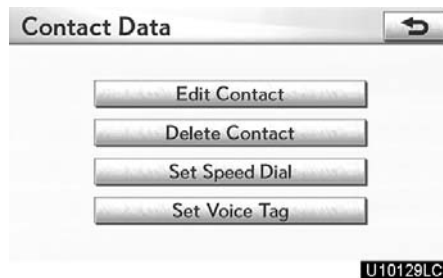 Contact Data
Edit Contact
Delete Contact
Set Speed Dial
Set Voice Tag
U10129LC